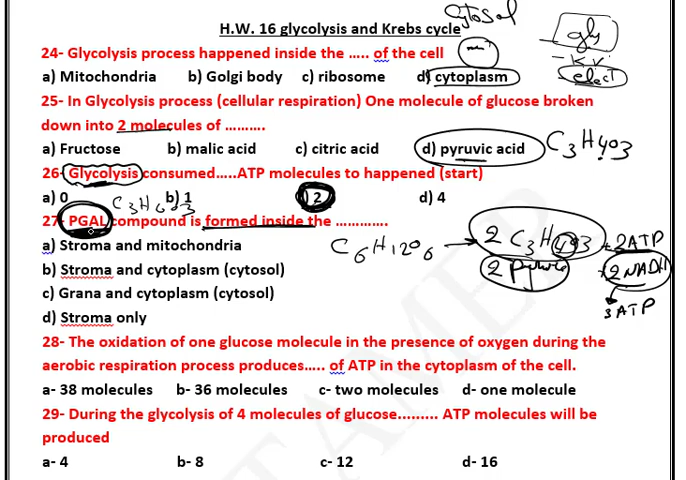 cytosol
gly
H.W. 16 glycolysis and Krebs cycle
- Kr
24- Glycolysis process happened inside the ….. of the cell
a) Mitochondria b) Golgi body c) ribosome d) cytoplasm
elect
25- In Glycolysis process (cellular respiration) One molecule of glucose broken
down into 2 molecules of ……….
a) Fructose b) malic acid c) citric acid d) pyruvic acid C3H4O3
26- Glycolysis consumed…..ATP molecules to happened (start)
a) 0 b) 1 c) 2 d) 4
C3H6O3
27- PGAL compound is formed inside the ………….
a) Stroma and mitochondria
C6H12O6 → 2 C3H4O3 + 2ATP
b) Stroma and cytoplasm (cytosol)
2 pyruvic + 2 NADH
c) Grana and cytoplasm (cytosol)
3 ATP
d) Stroma only
28- The oxidation of one glucose molecule in the presence of oxygen during the
aerobic respiration process produces….. of ATP in the cytoplasm of the cell.
a- 38 molecules b- 36 molecules c- two molecules d- one molecule
29- During the glycolysis of 4 molecules of glucose……… ATP molecules will be
produced
a- 4 b- 8 c- 12 d- 16